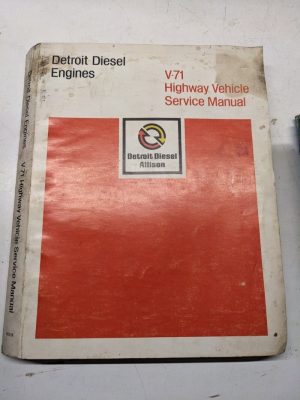 Detroit Diesel
Engines
V-71
Highway Vehicle
Service Manual
Detroit Diesel
Allison
Detroit Diesel Engines V-71 Highway Vehicle Service Manual